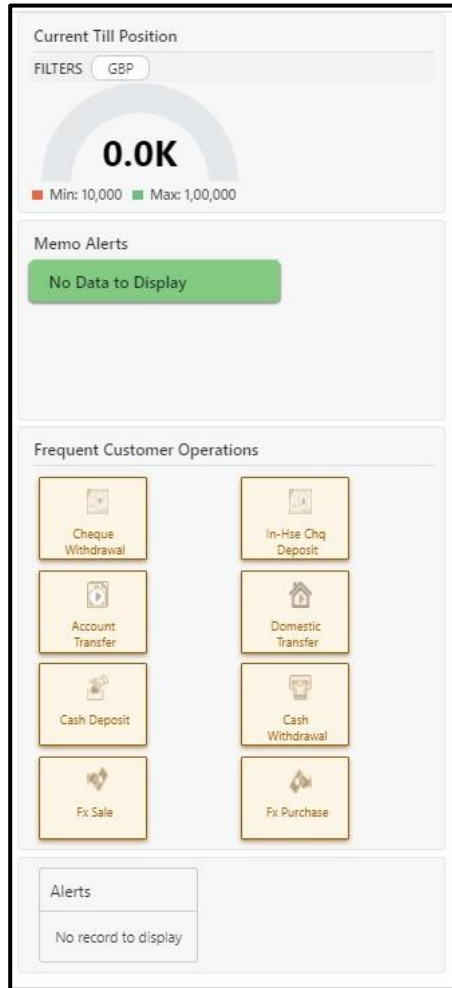 Current Till Position
FILTERS GBP
0.0K
Min: 10,000 Max: 1,00,000
Memo Alerts
No Data to Display
Frequent Customer Operations
Cheque
Withdrawal
In-Hse Chq
Deposit
Account
Transfer
Domestic
Transfer
Cash Deposit
Cash
Withdrawal
Fx Sale
Fx Purchase
Alerts
No record to display